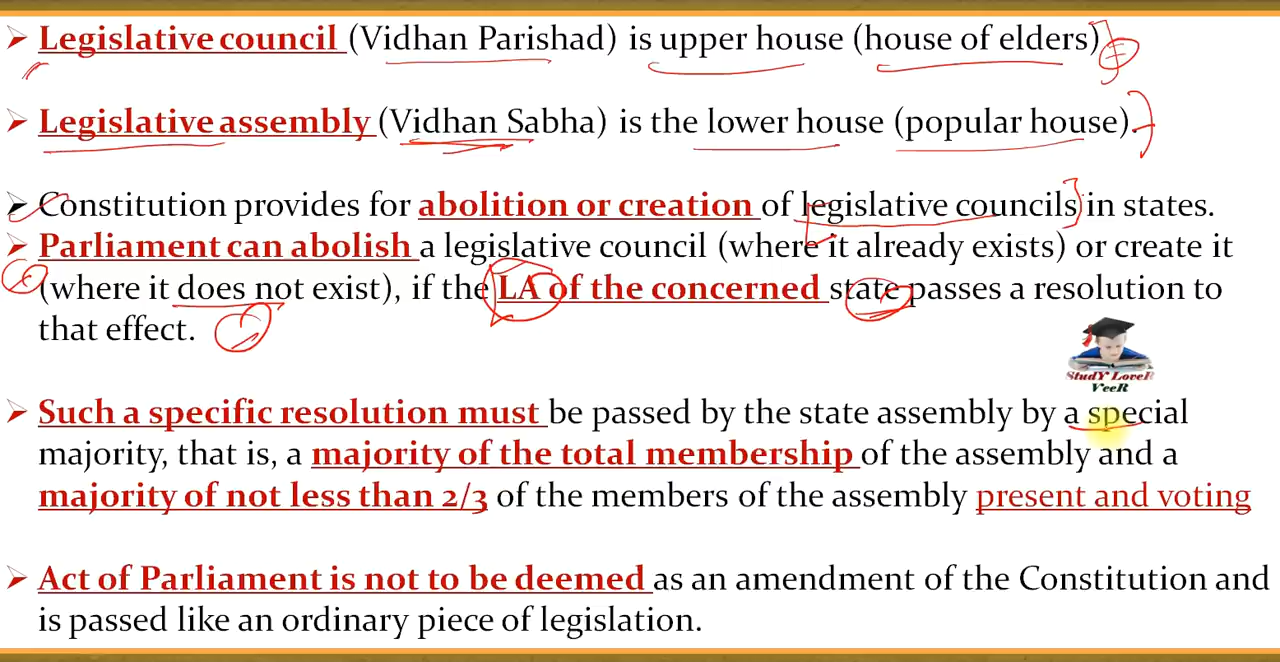 ➢ Legislative council (Vidhan Parishad) is upper house (house of elders)
➢ Legislative assembly (Vidhan Sabha) is the lower house (popular house).
➢ Constitution provides for abolition or creation of legislative councils in states.
➢ Parliament can abolish a legislative council (where it already exists) or create it
(where it does not exist), if the LA of the concerned state passes a resolution to
that effect.
StudY LoveR
VeeR
➢ Such a specific resolution must be passed by the state assembly by a special
majority, that is, a majority of the total membership of the assembly and a
majority of not less than 2/3 of the members of the assembly present and voting
➢ Act of Parliament is not to be deemed as an amendment of the Constitution and
is passed like an ordinary piece of legislation.